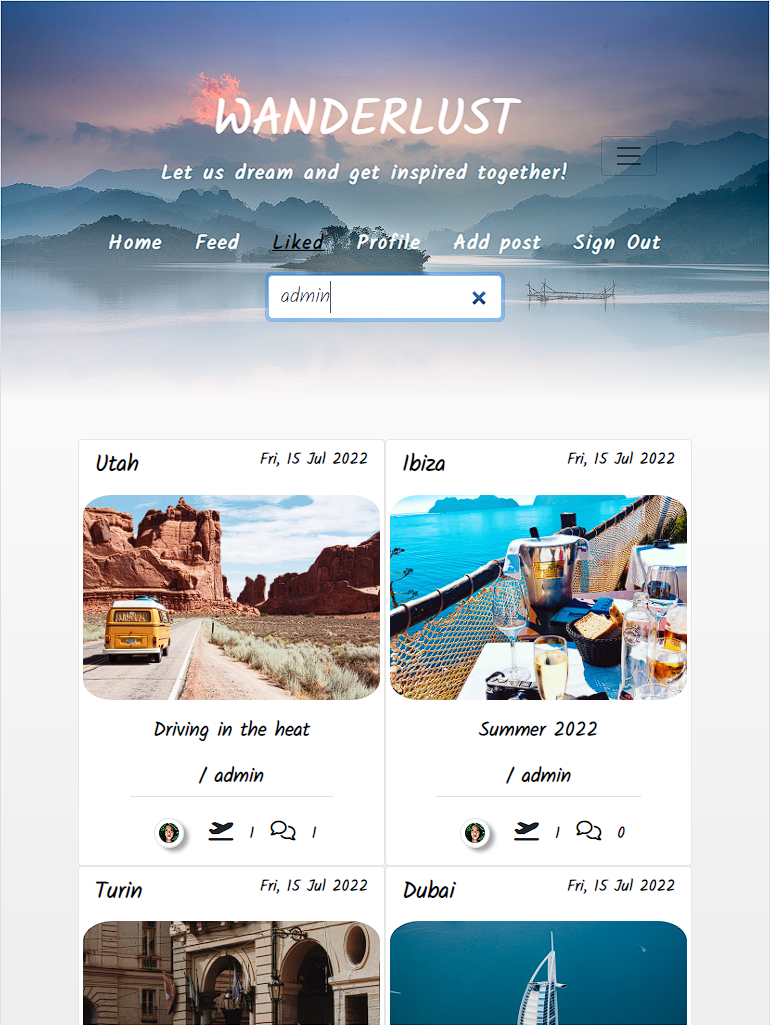 WANDERLUST
Let us dream and get inspired together!
Home Feed Liked Profile Add post Sign Out
admin
Utah Fri, 15 Jul 2022
Ibiza Fri, 15 Jul 2022
Driving in the heat
Summer 2022
/ admin
/ admin
1 1
1 0
Turin Fri, 15 Jul 2022
Dubai Fri, 15 Jul 2022